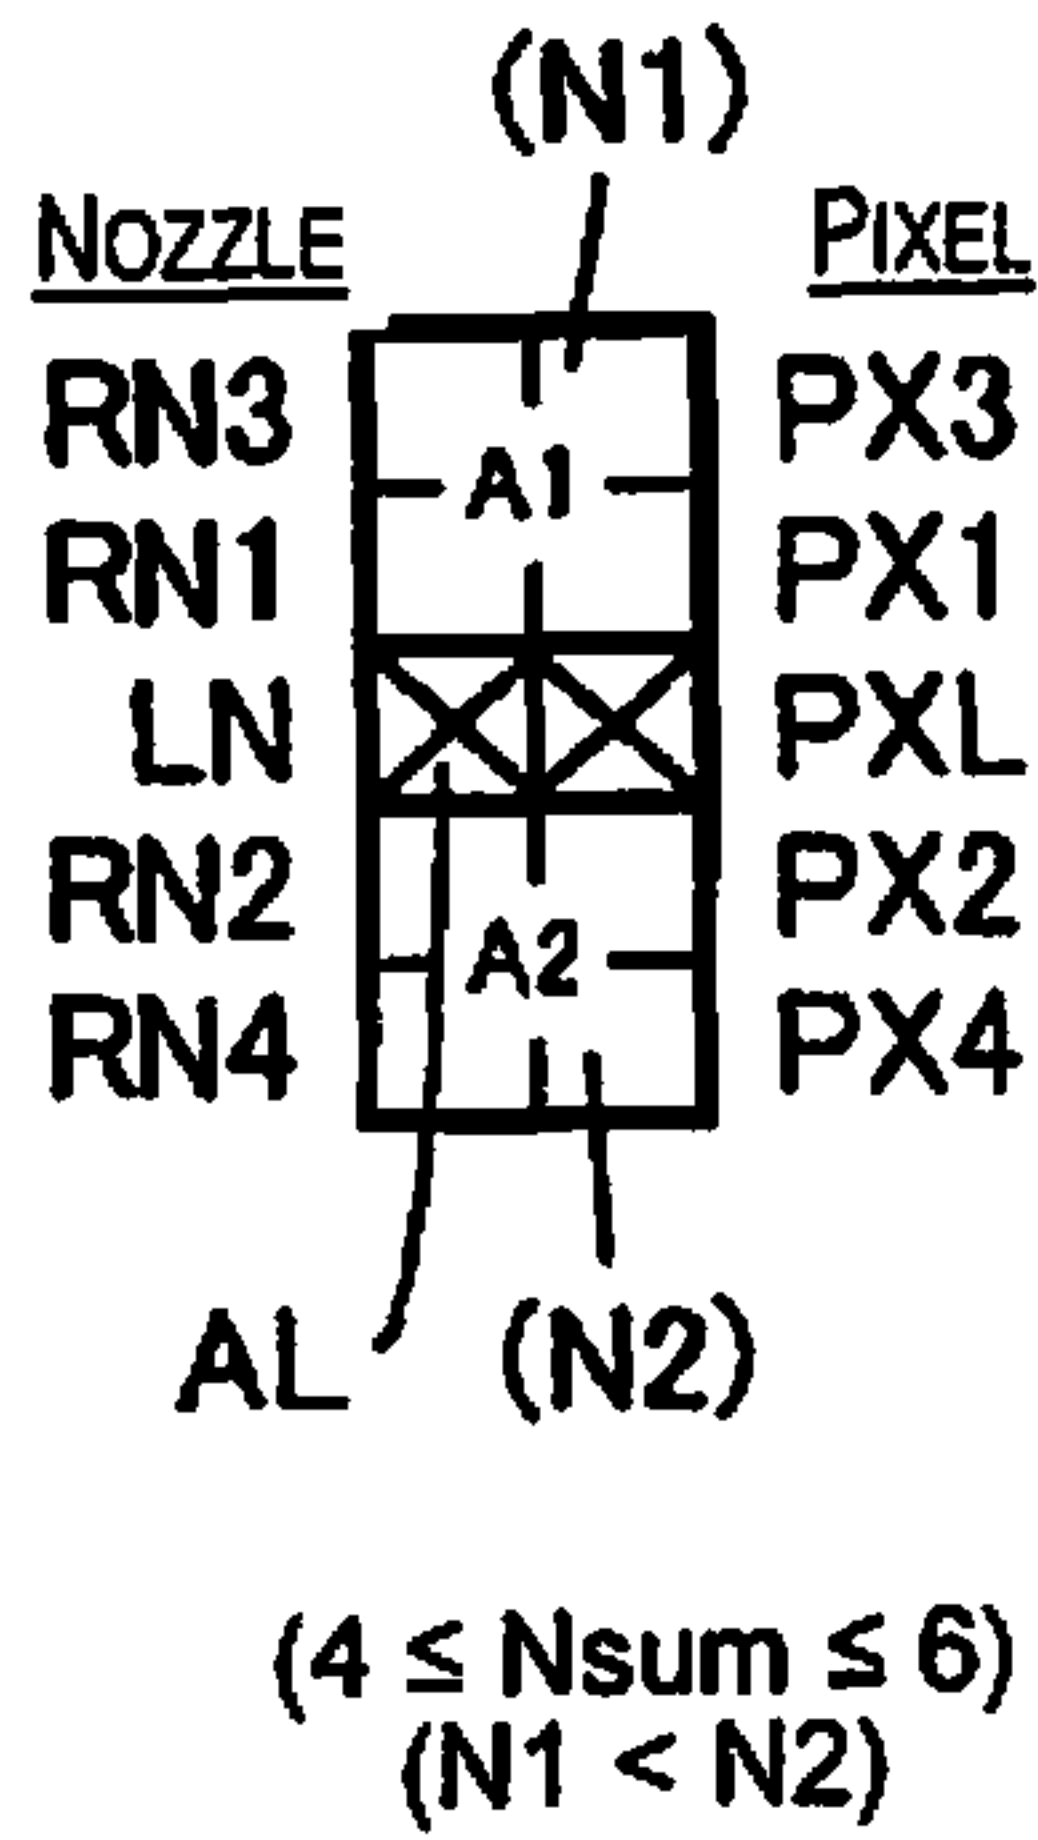 (N1)
NOZZLE PIXEL
RN3 PX3
A1
RN1 PX1
LN PXL
RN2 PX2
A2
RN4 PX4
AL (N2)
(4 ≤ Nsum ≤ 6)
(N1 < N2)